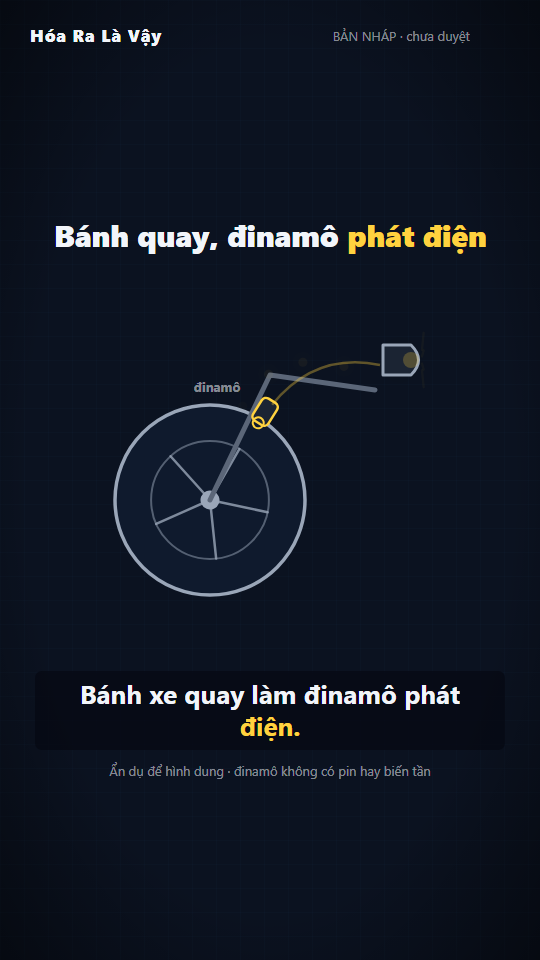 Hóa Ra Là Vậy
BẢN NHÁP · chưa duyệt
Bánh quay, đinamô phát điện
đinamô
Bánh xe quay làm đinamô phát
điện.
Ẩn dụ để hình dung · đinamô không có pin hay biến tần